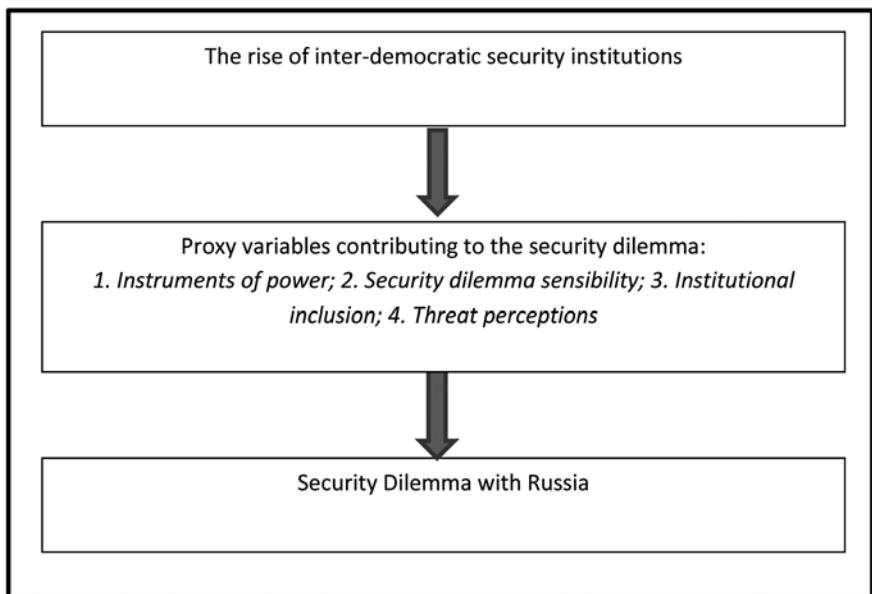 The rise of inter-democratic security institutions
Proxy variables contributing to the security dilemma:
1. Instruments of power; 2. Security dilemma sensibility; 3. Institutional
inclusion; 4. Threat perceptions
Security Dilemma with Russia